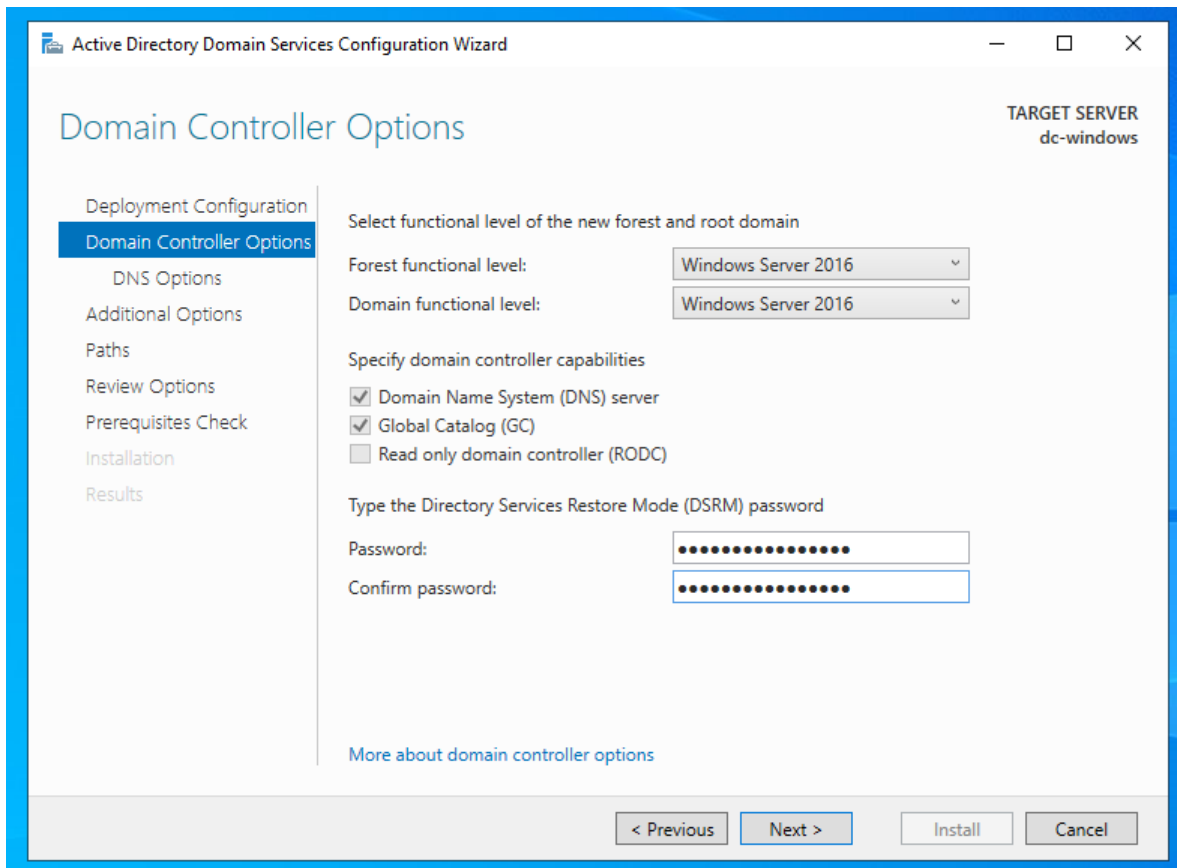 Active Directory Domain Services Configuration Wizard
Domain Controller Options
TARGET SERVER
dc-windows
Deployment Configuration
Domain Controller Options
DNS Options
Additional Options
Paths
Review Options
Prerequisites Check
Installation
Results
Select functional level of the new forest and root domain
Forest functional level: Windows Server 2016
Domain functional level: Windows Server 2016
Specify domain controller capabilities
Domain Name System (DNS) server
Global Catalog (GC)
Read only domain controller (RODC)
Type the Directory Services Restore Mode (DSRM) password
Password: ••••••••••••••••
Confirm password: ••••••••••••••••
More about domain controller options
< Previous Next > Install Cancel